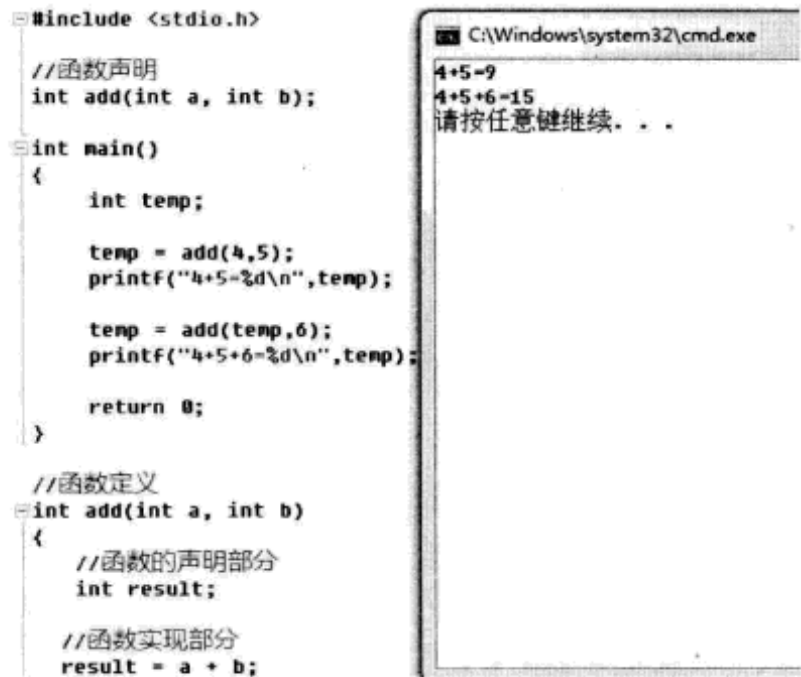 #include <stdio.h>
//函数声明
int add(int a, int b);
int main()
{
int temp;
temp = add(4,5);
printf("4+5=%d\n",temp);
temp = add(temp,6);
printf("4+5+6=%d\n",temp);
return 0;
}
//函数定义
int add(int a, int b)
{
//函数的声明部分
int result;
//函数实现部分
result = a + b;
C:\Windows\system32\cmd.exe
4+5=9
4+5+6=15
请按任意键继续. . .